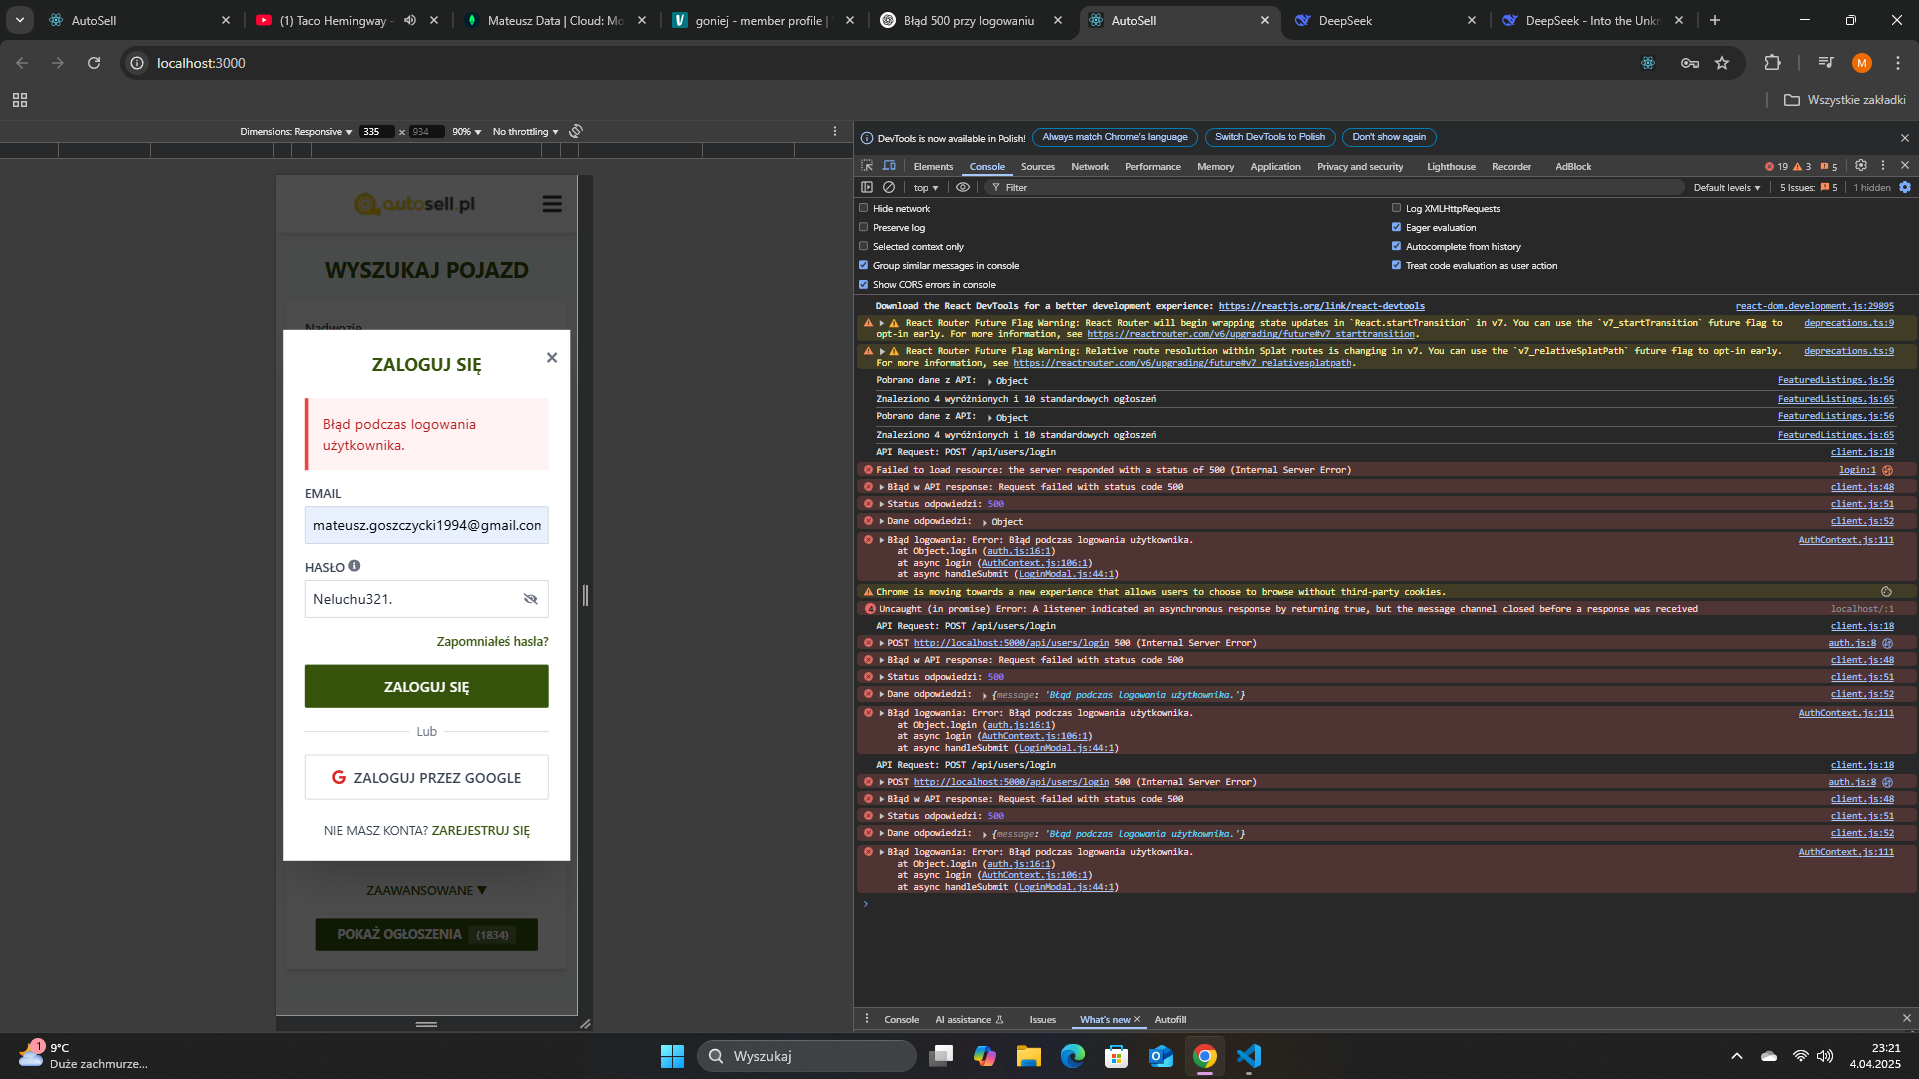 AutoSell
(1) Taco Hemingway -
Mateusz Data | Cloud: Mo
goniej - member profile |
Błąd 500 przy logowaniu
AutoSell
DeepSeek
DeepSeek - Into the Unkn
localhost:3000
M
Wszystkie zakładki
Dimensions: Responsive 335 × 934 90% No throttling
autosell.pl
WYSZUKAJ POJAZD
Nadwozie
ZALOGUJ SIĘ
Błąd podczas logowania
użytkownika.
EMAIL
mateusz.goszczycki1994@gmail.com
HASŁO
Neluchu321.
Zapomniałeś hasła?
ZALOGUJ SIĘ
Lub
ZALOGUJ PRZEZ GOOGLE
NIE MASZ KONTA? ZAREJESTRUJ SIĘ
ZAAWANSOWANE ▼
POKAŻ OGŁOSZENIA (1834)
DevTools is now available in Polish! Always match Chrome's language Switch DevTools to Polish Don't show again
Elements Console Sources Network Performance Memory Application Privacy and security Lighthouse Recorder AdBlock 19 3 5
top Filter Default levels 5 Issues: 5 1 hidden
Hide network Log XMLHttpRequests
Preserve log Eager evaluation
Selected context only Autocomplete from history
Group similar messages in console Treat code evaluation as user action
Show CORS errors in console
Download the React DevTools for a better development experience: https://reactjs.org/link/react-devtools react-dom.development.js:29895
React Router Future Flag Warning: React Router will begin wrapping state updates in `React.startTransition` in v7. You can use the `v7_startTransition` future flag to deprecations.ts:9
opt-in early. For more information, see https://reactrouter.com/v6/upgrading/future#v7_starttransition.
React Router Future Flag Warning: Relative route resolution within Splat routes is changing in v7. You can use the `v7_relativeSplatPath` future flag to opt-in early. deprecations.ts:9
For more information, see https://reactrouter.com/v6/upgrading/future#v7_relativesplatpath.
Pobrano dane z API: Object FeaturedListings.js:56
Znaleziono 4 wyróżnionych i 10 standardowych ogłoszeń FeaturedListings.js:65
Pobrano dane z API: Object FeaturedListings.js:56
Znaleziono 4 wyróżnionych i 10 standardowych ogłoszeń FeaturedListings.js:65
API Request: POST /api/users/login client.js:18
Failed to load resource: the server responded with a status of 500 (Internal Server Error) login:1
Błąd w API response: Request failed with status code 500 client.js:48
Status odpowiedzi: 500 client.js:51
Dane odpowiedzi: Object client.js:52
Błąd logowania: Error: Błąd podczas logowania użytkownika. AuthContext.js:111
at Object.login (auth.js:16:1)
at async login (AuthContext.js:106:1)
at async handleSubmit (LoginModal.js:44:1)
Chrome is moving towards a new experience that allows users to choose to browse without third-party cookies.
4 Uncaught (in promise) Error: A listener indicated an asynchronous response by returning true, but the message channel closed before a response was received localhost/:1
API Request: POST /api/users/login client.js:18
POST http://localhost:5000/api/users/login 500 (Internal Server Error) auth.js:8
Błąd w API response: Request failed with status code 500 client.js:48
Status odpowiedzi: 500 client.js:51
Dane odpowiedzi: {message: 'Błąd podczas logowania użytkownika.'} client.js:52
Błąd logowania: Error: Błąd podczas logowania użytkownika. AuthContext.js:111
at Object.login (auth.js:16:1)
at async login (AuthContext.js:106:1)
at async handleSubmit (LoginModal.js:44:1)
API Request: POST /api/users/login client.js:18
POST http://localhost:5000/api/users/login 500 (Internal Server Error) auth.js:8
Błąd w API response: Request failed with status code 500 client.js:48
Status odpowiedzi: 500 client.js:51
Dane odpowiedzi: {message: 'Błąd podczas logowania użytkownika.'} client.js:52
Błąd logowania: Error: Błąd podczas logowania użytkownika. AuthContext.js:111
at Object.login (auth.js:16:1)
at async login (AuthContext.js:106:1)
at async handleSubmit (LoginModal.js:44:1)
Console AI assistance Issues What's new Autofill
1
9°C
Duże zachmurze...
Wyszukaj
23:21
4.04.2025